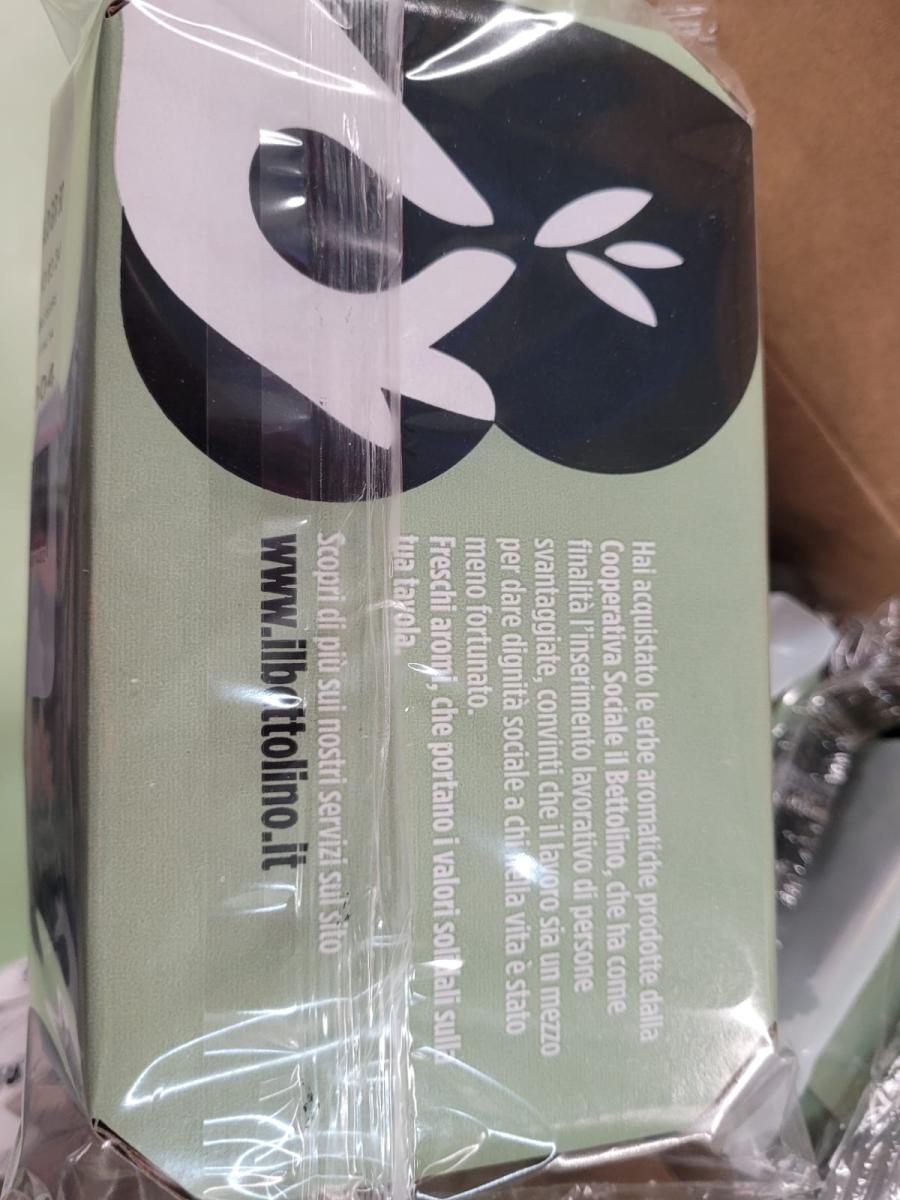 Hai acquistato le erbe aromatiche prodotte dalla
Cooperativa Sociale il Bettolino, che ha come
finalità l'inserimento lavorativo di persone
svantaggiate, convinti che il lavoro sia un mezzo
per dare dignità sociale a chi nella vita è stato
meno fortunato.
Freschi aromi, che portano i valori solidali sulla
tua tavola.
Scopri di più sui nostri servizi sul sito
www.ilbettolino.it